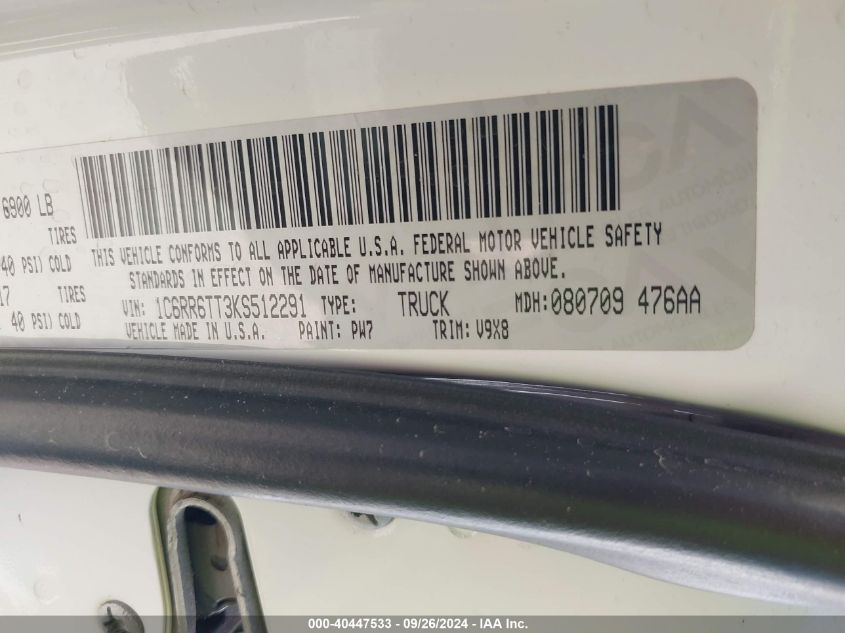 6900 LB
TIRES
40 PSI) COLD
17 TIRES
40 PSI) COLD
THIS VEHICLE CONFORMS TO ALL APPLICABLE U.S.A. FEDERAL MOTOR VEHICLE SAFETY
STANDARDS IN EFFECT ON THE DATE OF MANUFACTURE SHOWN ABOVE.
VIN: 1C6RR6TT3KS512291 TYPE: TRUCK MDH:080709 476AA
VEHICLE MADE IN U.S.A. PAINT: PW7 TRIM: V9X8
000-40447533 - 09/26/2024 - IAA Inc.